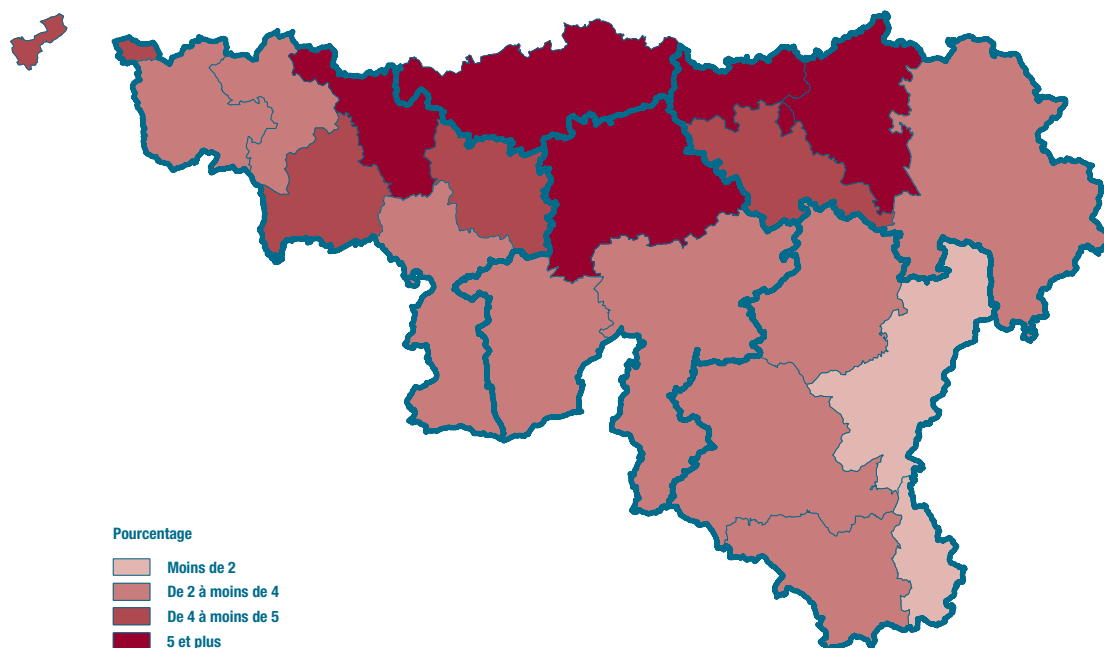 Pourcentage
Moins de 2
De 2 à moins de 4
De 4 à moins de 5
5 et plus